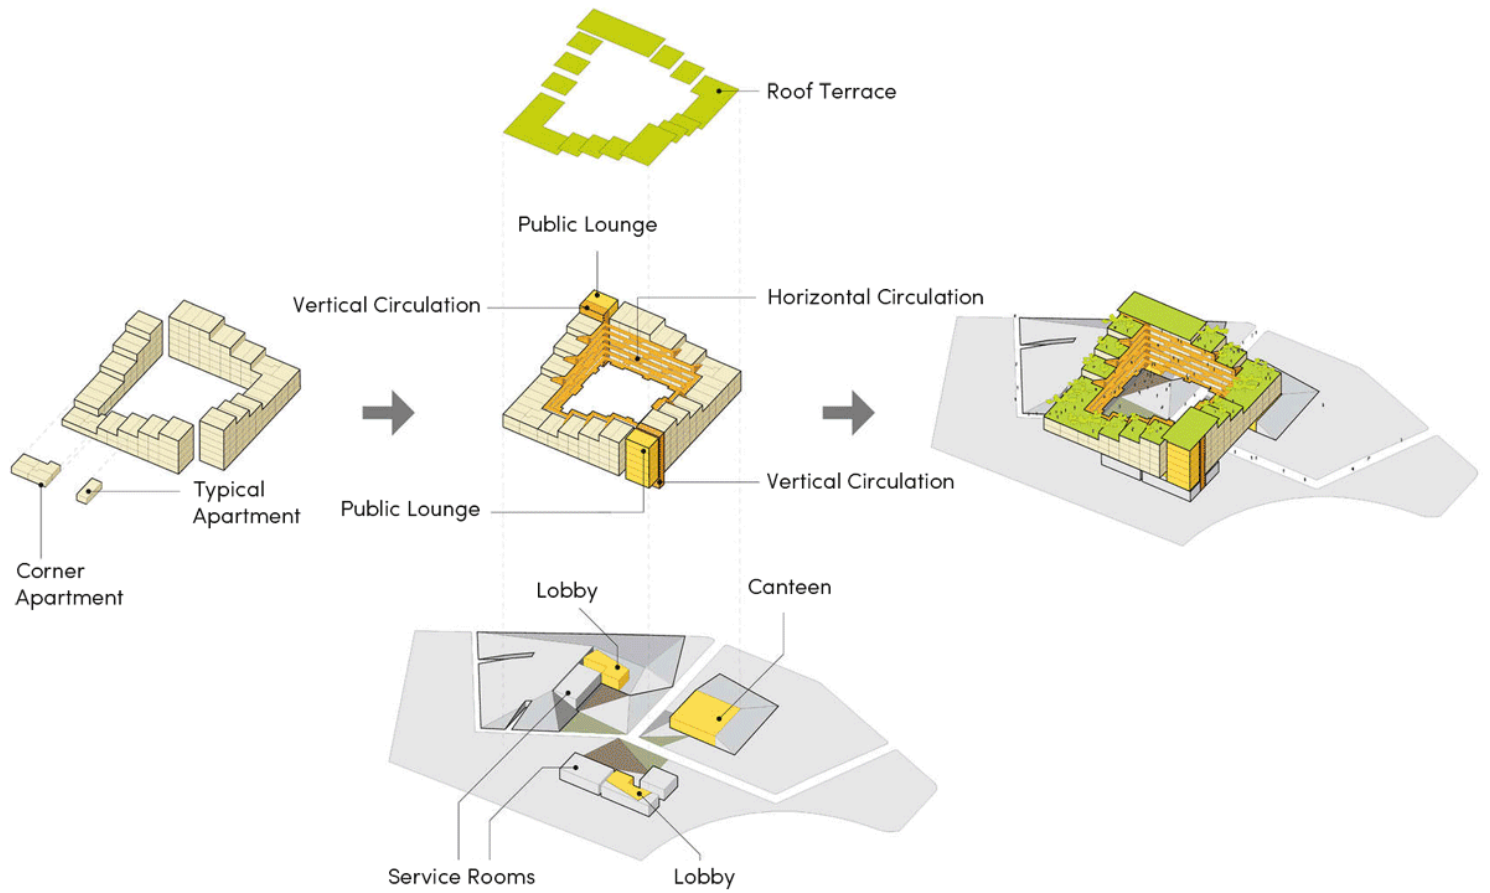 Roof Terrace
Public Lounge
Vertical Circulation
Horizontal Circulation
Typical
Apartment
Vertical Circulation
Public Lounge
Corner
Apartment
Lobby
Canteen
Service Rooms
Lobby